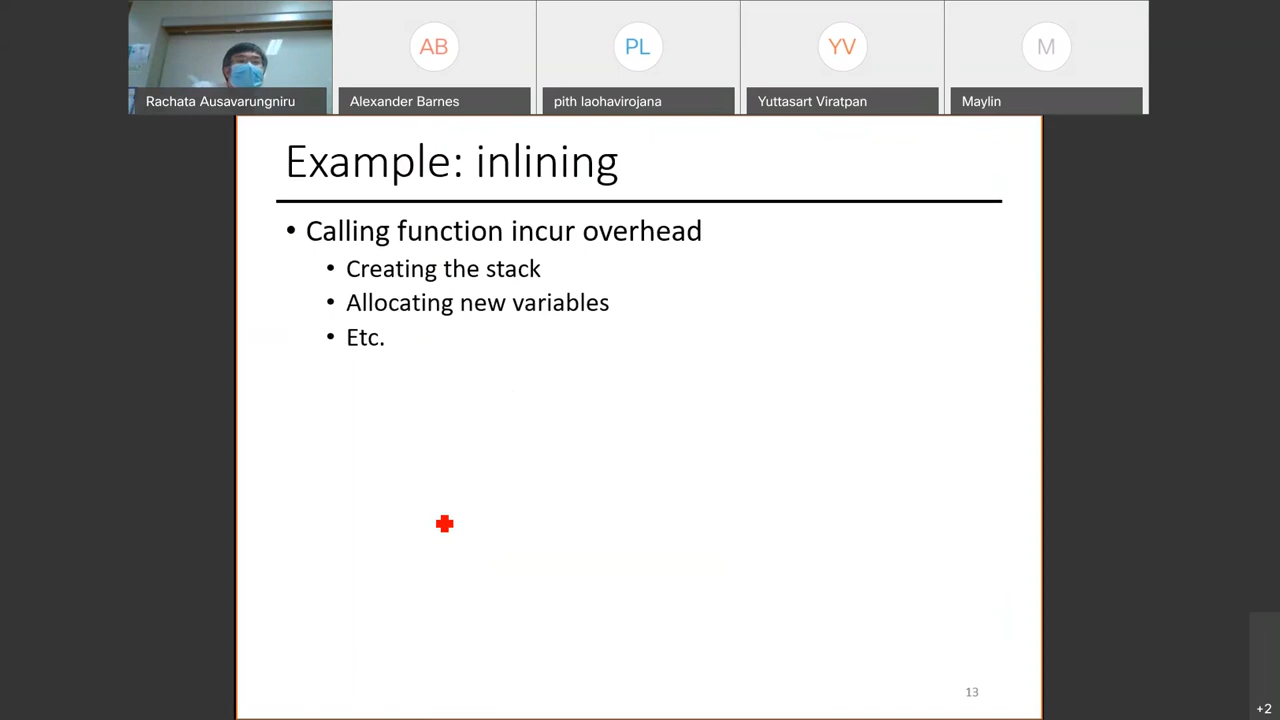 AB
PL
YV
M
Rachata Ausavarungniru
Alexander Barnes
pith laohavirojana
Yuttasart Viratpan
Maylin
Example: inlining
• Calling function incur overhead
• Creating the stack
• Allocating new variables
• Etc.
13
+2